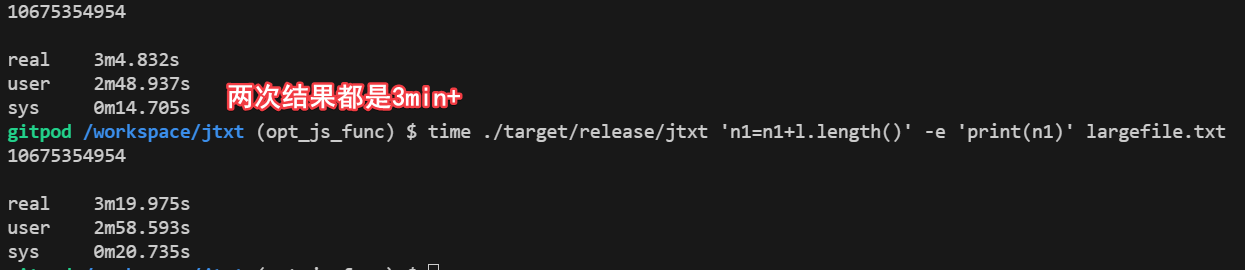 10675354954
real 3m4.832s
user 2m48.937s
sys 0m14.705s
两次结果都是3min+
gitpod /workspace/jtxt (opt_js_func) $ time ./target/release/jtxt 'n1=n1+l.length()' -e 'print(n1)' largefile.txt
10675354954
real 3m19.975s
user 2m58.593s
sys 0m20.735s